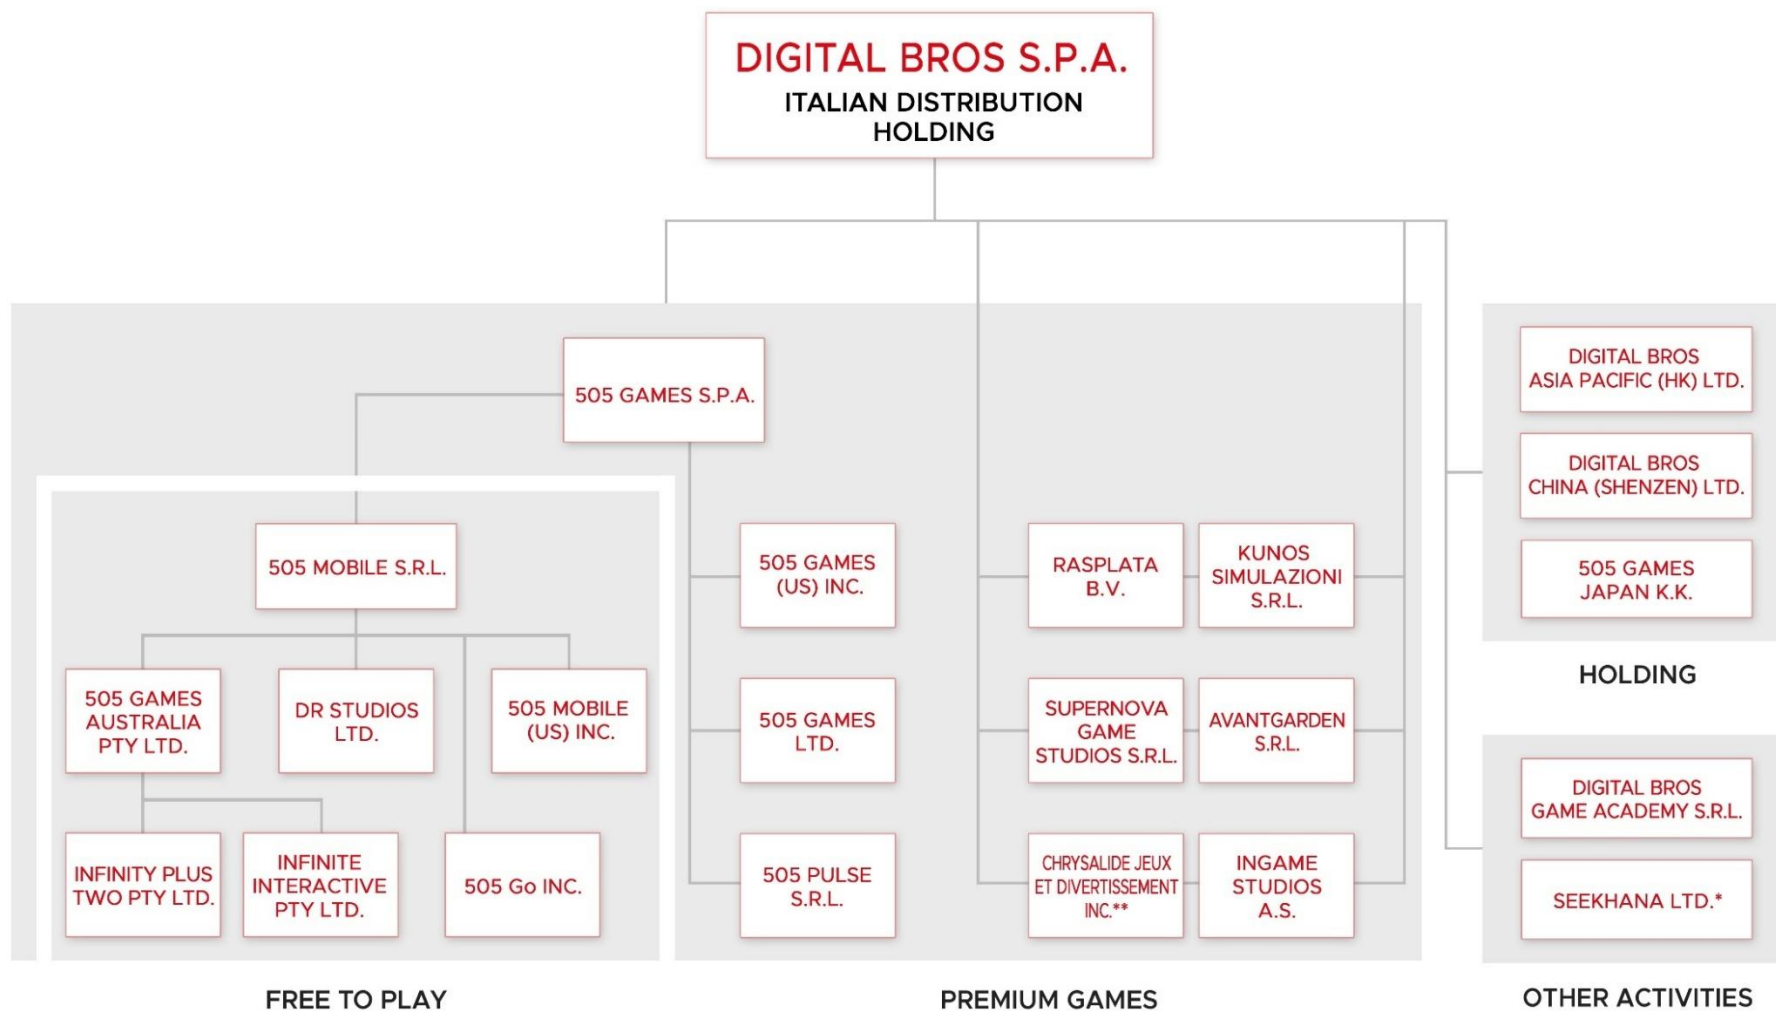 DIGITAL BROS S.P.A.
ITALIAN DISTRIBUTION
HOLDING
505 GAMES S.P.A.
505 MOBILE S.R.L.
505 GAMES
AUSTRALIA
PTY LTD.
DR STUDIOS
LTD.
505 MOBILE
(US) INC.
INFINITY PLUS
TWO PTY LTD.
INFINITE
INTERACTIVE
PTY LTD.
505 Go INC.
FREE TO PLAY
505 GAMES
(US) INC.
505 GAMES
LTD.
505 PULSE
S.R.L.
RASPLATA
B.V.
KUNOS
SIMULAZIONI
S.R.L.
SUPERNOVA
GAME
STUDIOS S.R.L.
AVANTGARDEN
S.R.L.
CHRYSALIDE JEUX
ET DIVERTISSEMENT
INC.**
INGAME
STUDIOS
A.S.
PREMIUM GAMES
DIGITAL BROS
ASIA PACIFIC (HK) LTD.
DIGITAL BROS
CHINA (SHENZEN) LTD.
505 GAMES
JAPAN K.K.
HOLDING
DIGITAL BROS
GAME ACADEMY S.R.L.
SEEKHANA LTD.*
OTHER ACTIVITIES